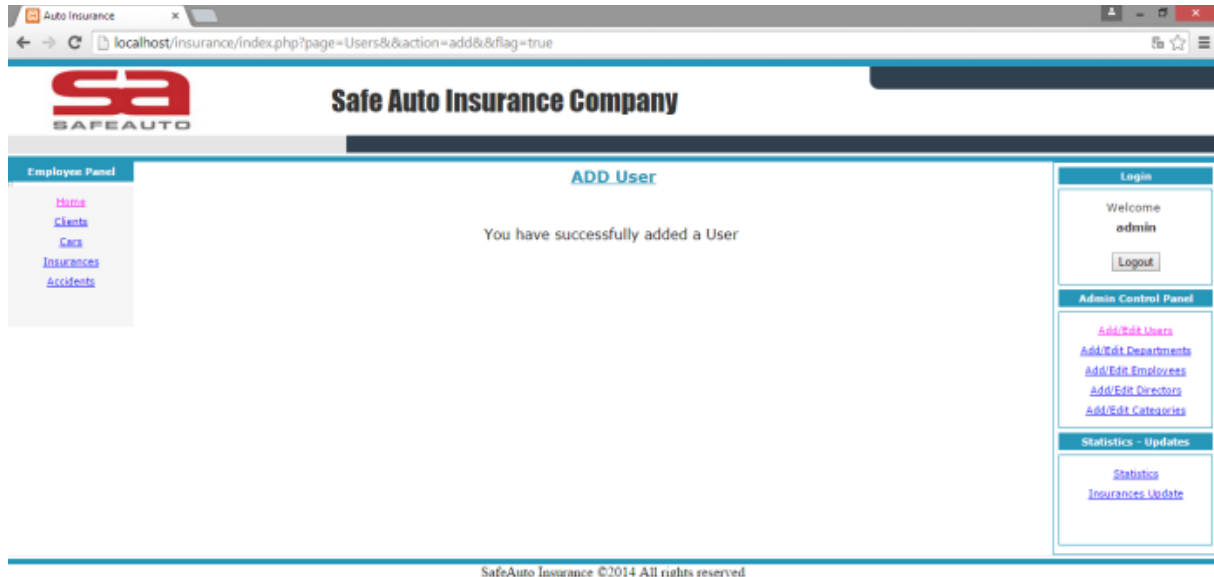 Auto Insurance
localhost/insurance/index.php?page=Users&&action=add&&flag=true
sa
SAFEAUTO
Safe Auto Insurance Company
Employee Panel
Home
Clients
Cars
Insurances
Accidents
ADD User
You have successfully added a User
Login
Welcome
admin
Logout
Admin Control Panel
Add/Edit Users
Add/Edit Departments
Add/Edit Employees
Add/Edit Directors
Add/Edit Categories
Statistics - Updates
Statistics
Insurances Update
SafeAuto Insurance ©2014 All rights reserved